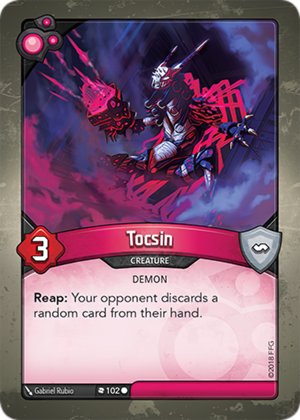 Tocsin
CREATURE
3
DEMON
Reap: Your opponent discards a
random card from their hand.
Gabriel Rubio
102
©2018 FFG